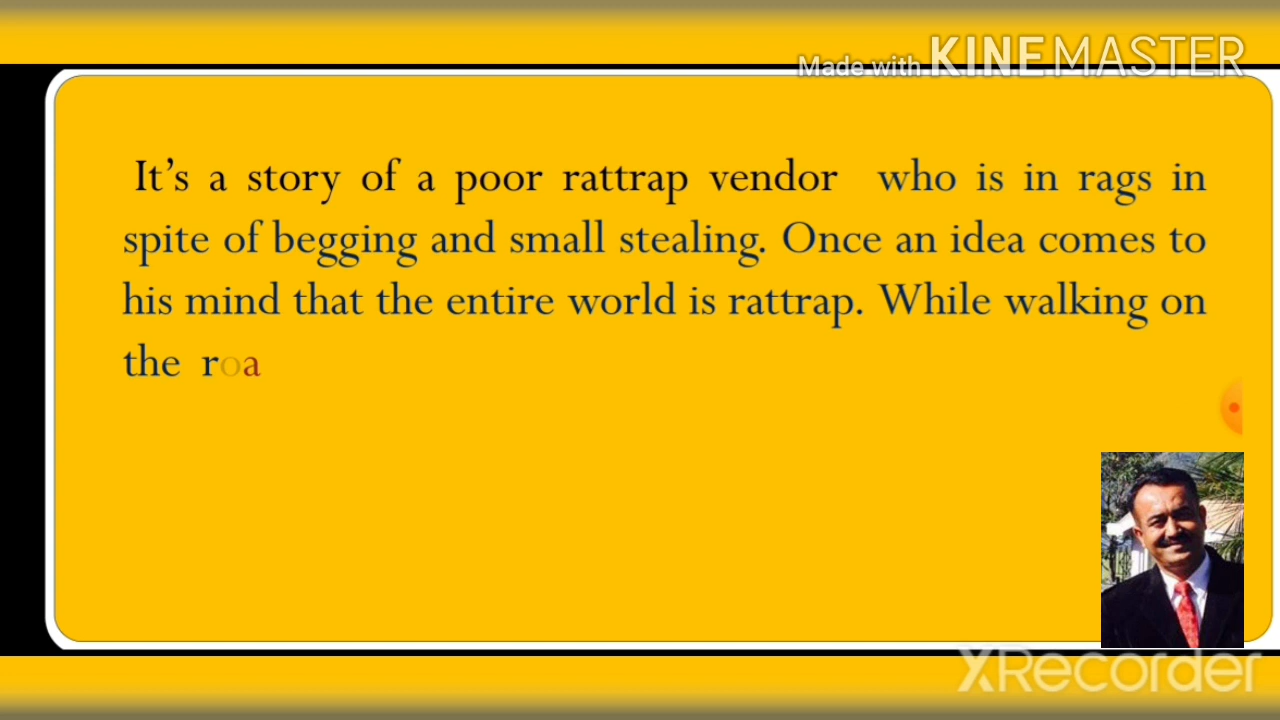 Made with KINEMASTER
It's a story of a poor rattrap vendor who is in rags in
spite of begging and small stealing. Once an idea comes to
his mind that the entire world is rattrap. While walking on
the roa
XRecorder